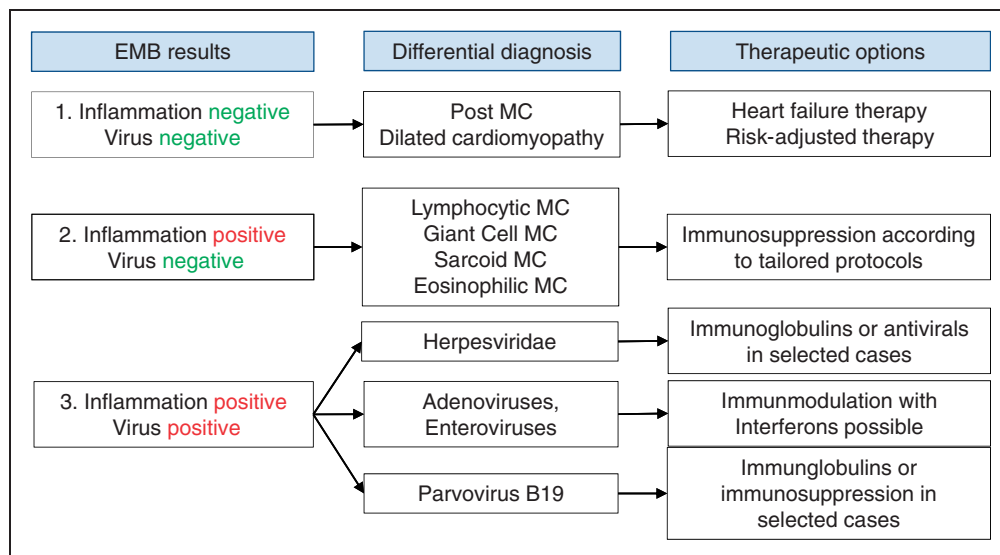 EMB results
Differential diagnosis
Therapeutic options
1. Inflammation negative
Virus negative
Post MC
Dilated cardiomyopathy
Heart failure therapy
Risk-adjusted therapy
2. Inflammation positive
Virus negative
Lymphocytic MC
Giant Cell MC
Sarcoid MC
Eosinophilic MC
Immunosuppression according
to tailored protocols
3. Inflammation positive
Virus positive
Herpesviridae
Immunoglobulins or antivirals
in selected cases
Adenoviruses,
Enteroviruses
Immunmodulation with
Interferons possible
Parvovirus B19
Immunglobulins or
immunosuppression in
selected cases